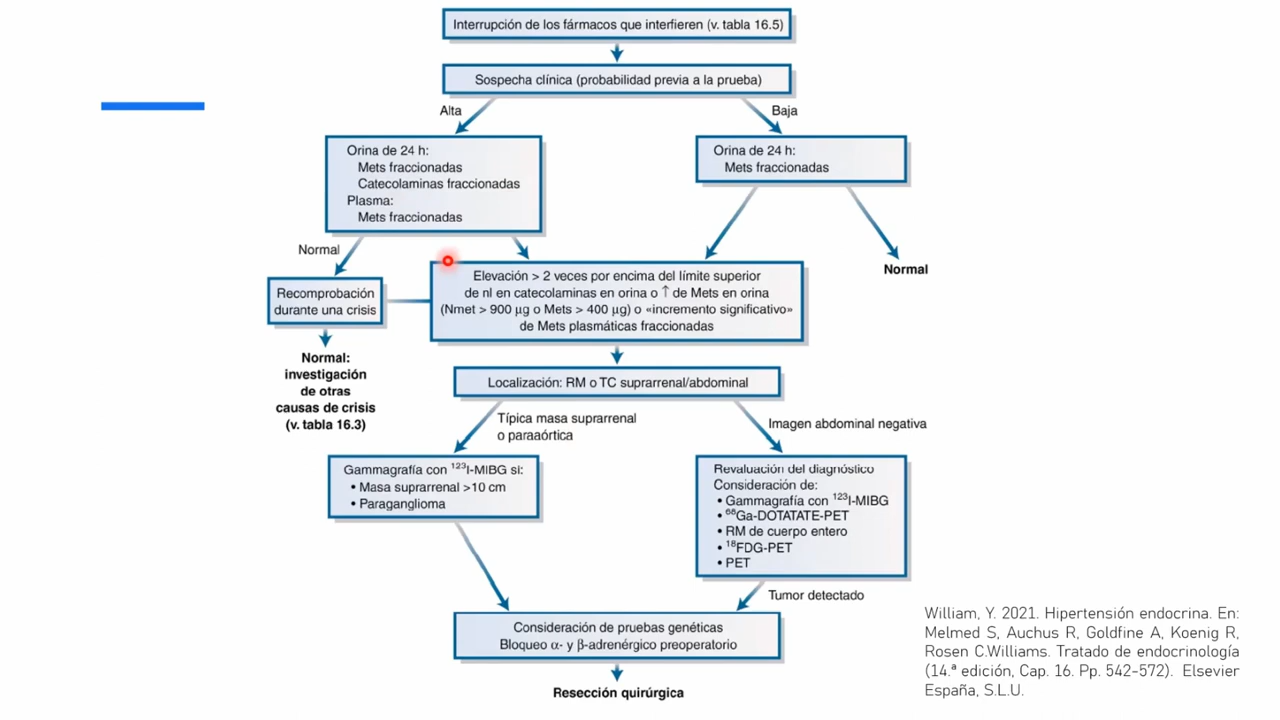 Interrupción de los fármacos que interfieren (v. tabla 16.5)
Sospecha clínica (probabilidad previa a la prueba)
Alta
Baja
Orina de 24 h:
Mets fraccionadas
Catecolaminas fraccionadas
Plasma:
Mets fraccionadas
Orina de 24 h:
Mets fraccionadas
Normal
Normal
Recomprobación
durante una crisis
Elevación > 2 veces por encima del límite superior
de nl en catecolaminas en orina o ↑ de Mets en orina
(Nmet > 900 µg o Mets > 400 µg) o «incremento significativo»
de Mets plasmáticas fraccionadas
Normal:
investigación
de otras
causas de crisis
(v. tabla 16.3)
Localización: RM o TC suprarrenal/abdominal
Típica masa suprarrenal
o paraaórtica
Imagen abdominal negativa
Gammagrafía con ¹²³I-MIBG si:
• Masa suprarrenal >10 cm
• Paraganglioma
Revaluación del diagnóstico
Consideración de:
• Gammagrafía con ¹²³I-MIBG
• ⁶⁸Ga-DOTATATE-PET
• RM de cuerpo entero
• ¹⁸FDG-PET
• PET
Tumor detectado
Consideración de pruebas genéticas
Bloqueo α- y β-adrenérgico preoperatorio
Resección quirúrgica
William, Y. 2021. Hipertensión endocrina. En:
Melmed S, Auchus R, Goldfine A, Koenig R,
Rosen C.Williams. Tratado de endocrinología
(14.ª edición, Cap. 16. Pp. 542-572). Elsevier
España, S.L.U.